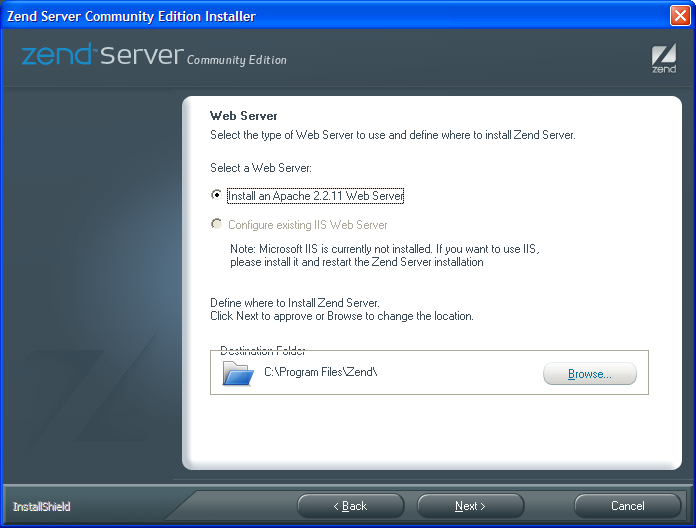 Zend Server Community Edition Installer
zend™ Server Community Edition
zend
Web Server
Select the type of Web Server to use and define where to install Zend Server.
Select a Web Server:
Install an Apache 2.2.11 Web Server
Configure existing IIS Web Server
Note: Microsoft IIS is currently not installed. If you want to use IIS,
please install it and restart the Zend Server installation
Define where to Install Zend Server.
Click Next to approve or Browse to change the location.
Destination Folder
C:\Program Files\Zend\
Browse...
InstallShield
< Back
Next >
Cancel